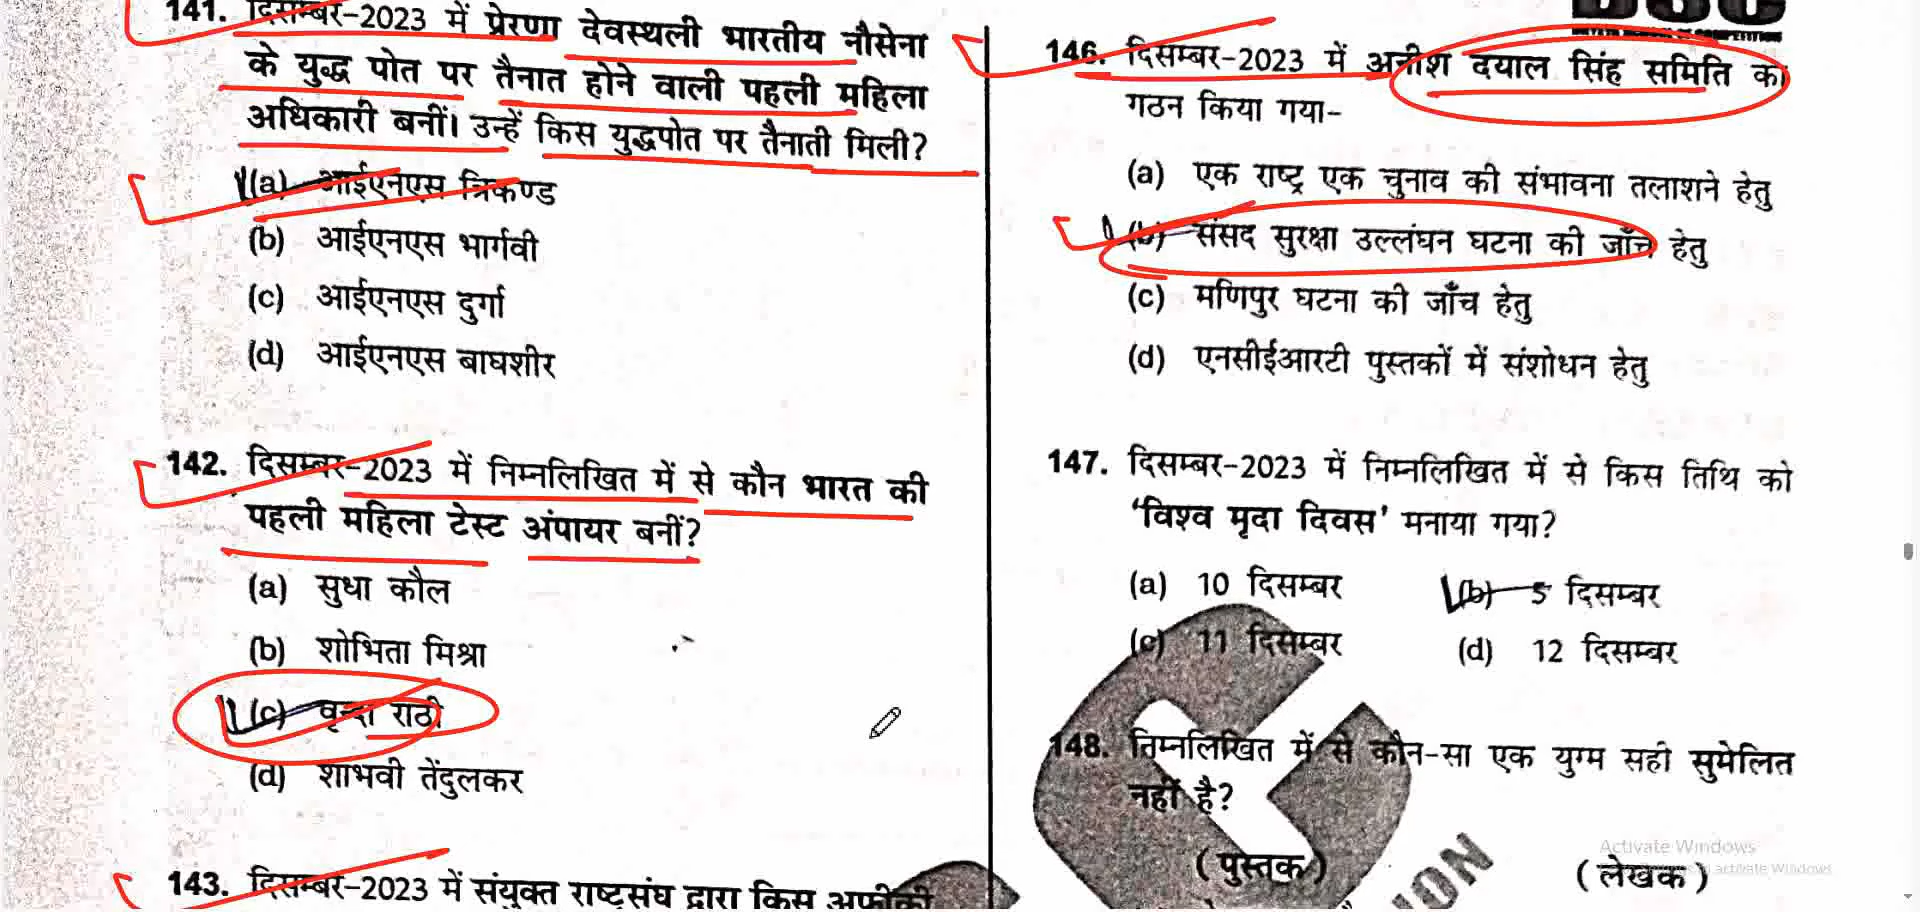 141. दिसम्बर-2023 में प्रेरणा देवस्थली भारतीय नौसेना
के युद्ध पोत पर तैनात होने वाली पहली महिला
अधिकारी बनीं। उन्हें किस युद्धपोत पर तैनाती मिली?
(a) आईएनएस त्रिकण्ड
(b) आईएनएस भार्गवी
(c) आईएनएस दुर्गा
(d) आईएनएस बाघशीर
142. दिसम्बर-2023 में निम्नलिखित में से कौन भारत की
पहली महिला टेस्ट अंपायर बनीं?
(a) सुधा कौल
(b) शोभिता मिश्रा
(c) वृन्दा राठी
(d) शाभवी तेंदुलकर
143. दिसम्बर-2023 में संयुक्त राष्ट्रसंघ द्वारा किस अफ्रीकी
146. दिसम्बर-2023 में अनीश दयाल सिंह समिति का
गठन किया गया-
(a) एक राष्ट्र एक चुनाव की संभावना तलाशने हेतु
(b) संसद सुरक्षा उल्लंघन घटना की जाँच हेतु
(c) मणिपुर घटना की जाँच हेतु
(d) एनसीईआरटी पुस्तकों में संशोधन हेतु
147. दिसम्बर-2023 में निम्नलिखित में से किस तिथि को
'विश्व मृदा दिवस' मनाया गया?
(a) 10 दिसम्बर (b) 5 दिसम्बर
(c) 11 दिसम्बर (d) 12 दिसम्बर
148. निम्नलिखित में से कौन-सा एक युग्म सही सुमेलित
नहीं है?
(पुस्तक) (लेखक)
Activate Windows